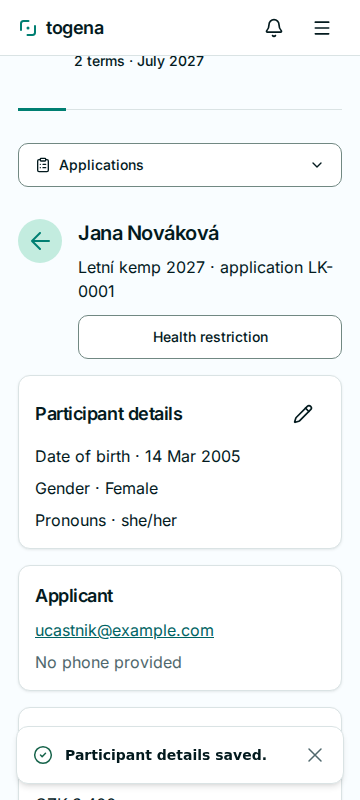 togena
2 terms · July 2027
Applications
Jana Nováková
Letní kemp 2027 · application LK-
0001
Health restriction
Participant details
Date of birth · 14 Mar 2005
Gender · Female
Pronouns · she/her
Applicant
ucastnik@example.com
No phone provided
Participant details saved.